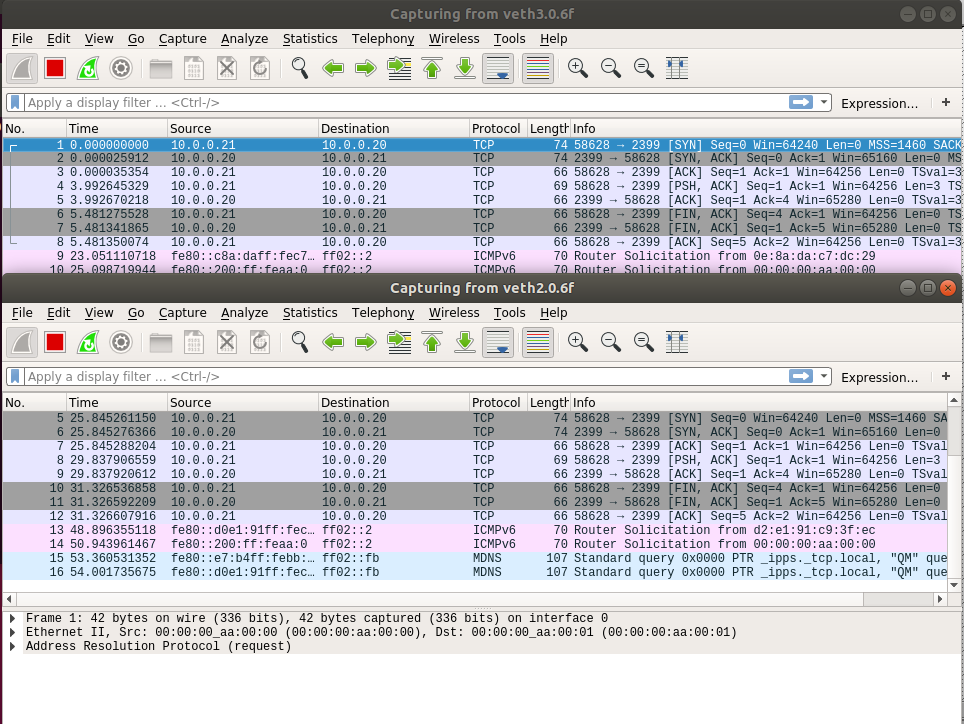 Capturing from veth3.0.6f
File Edit View Go Capture Analyze Statistics Telephony Wireless Tools Help
Apply a display filter ... <Ctrl-/> Expression... +
No. Time Source Destination Protocol Length Info
1 0.000000000 10.0.0.21 10.0.0.20 TCP 74 58628 → 2399 [SYN] Seq=0 Win=64240 Len=0 MSS=1460 SACK
2 0.000025912 10.0.0.20 10.0.0.21 TCP 74 2399 → 58628 [SYN, ACK] Seq=0 Ack=1 Win=65160 Len=0 MS
3 0.000035354 10.0.0.21 10.0.0.20 TCP 66 58628 → 2399 [ACK] Seq=1 Ack=1 Win=64256 Len=0 TSval=3
4 3.992645329 10.0.0.21 10.0.0.20 TCP 69 58628 → 2399 [PSH, ACK] Seq=1 Ack=1 Win=64256 Len=3 TS
5 3.992670218 10.0.0.20 10.0.0.21 TCP 66 2399 → 58628 [ACK] Seq=1 Ack=4 Win=65280 Len=0 TSval=3
6 5.481275528 10.0.0.21 10.0.0.20 TCP 66 58628 → 2399 [FIN, ACK] Seq=4 Ack=1 Win=64256 Len=0 TS
7 5.481341865 10.0.0.20 10.0.0.21 TCP 66 2399 → 58628 [FIN, ACK] Seq=1 Ack=5 Win=65280 Len=0 TS
8 5.481350074 10.0.0.21 10.0.0.20 TCP 66 58628 → 2399 [ACK] Seq=5 Ack=2 Win=64256 Len=0 TSval=3
9 23.051110718 fe80::c8a:daff:fec7... ff02::2 ICMPv6 70 Router Solicitation from 0e:8a:da:c7:dc:29
10 25.098719944 fe80::200:ff:feaa:0 ff02::2 ICMPv6 70 Router Solicitation from 00:00:00:aa:00:00
Capturing from veth2.0.6f
File Edit View Go Capture Analyze Statistics Telephony Wireless Tools Help
Apply a display filter ... <Ctrl-/> Expression... +
No. Time Source Destination Protocol Length Info
5 25.845261150 10.0.0.21 10.0.0.20 TCP 74 58628 → 2399 [SYN] Seq=0 Win=64240 Len=0 MSS=1460 SA
6 25.845276366 10.0.0.20 10.0.0.21 TCP 74 2399 → 58628 [SYN, ACK] Seq=0 Ack=1 Win=65160 Len=0
7 25.845288204 10.0.0.21 10.0.0.20 TCP 66 58628 → 2399 [ACK] Seq=1 Ack=1 Win=64256 Len=0 TSval
8 29.837906559 10.0.0.21 10.0.0.20 TCP 69 58628 → 2399 [PSH, ACK] Seq=1 Ack=1 Win=64256 Len=3
9 29.837920612 10.0.0.20 10.0.0.21 TCP 66 2399 → 58628 [ACK] Seq=1 Ack=4 Win=65280 Len=0 TSval
10 31.326536858 10.0.0.21 10.0.0.20 TCP 66 58628 → 2399 [FIN, ACK] Seq=4 Ack=1 Win=64256 Len=0
11 31.326592209 10.0.0.20 10.0.0.21 TCP 66 2399 → 58628 [FIN, ACK] Seq=1 Ack=5 Win=65280 Len=0
12 31.326607916 10.0.0.21 10.0.0.20 TCP 66 58628 → 2399 [ACK] Seq=5 Ack=2 Win=64256 Len=0 TSval
13 48.896355118 fe80::d0e1:91ff:fec... ff02::2 ICMPv6 70 Router Solicitation from d2:e1:91:c9:3f:ec
14 50.943961467 fe80::200:ff:feaa:0 ff02::2 ICMPv6 70 Router Solicitation from 00:00:00:aa:00:00
15 53.360531352 fe80::e7:b4ff:febb:... ff02::fb MDNS 107 Standard query 0x0000 PTR _ipps._tcp.local, "QM" que
16 54.001735675 fe80::d0e1:91ff:fec... ff02::fb MDNS 107 Standard query 0x0000 PTR _ipps._tcp.local, "QM" que
Frame 1: 42 bytes on wire (336 bits), 42 bytes captured (336 bits) on interface 0
Ethernet II, Src: 00:00:00_aa:00:00 (00:00:00:aa:00:00), Dst: 00:00:00_aa:00:01 (00:00:00:aa:00:01)
Address Resolution Protocol (request)